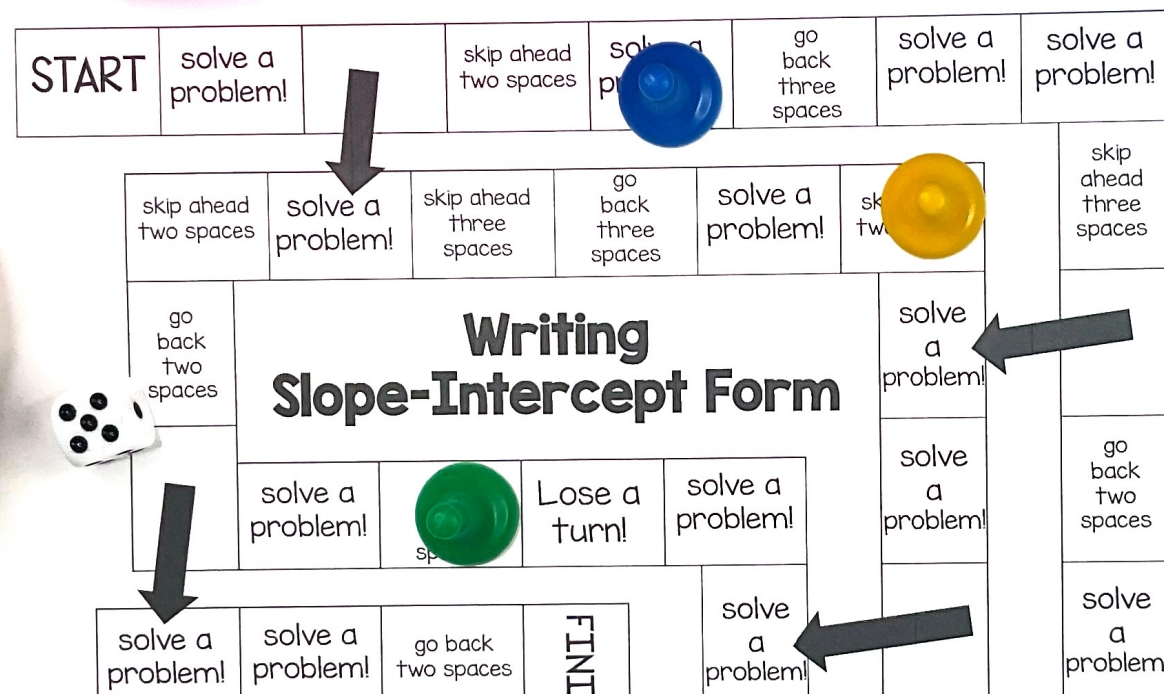 START
solve a
problem!
skip ahead
two spaces
go
back
three
spaces
solve a
problem!
solve a
problem!
skip
ahead
three
spaces
skip ahead
two spaces
solve a
problem!
skip ahead
three
spaces
go
back
three
spaces
solve a
problem!
go
back
two
spaces
Writing
Slope-Intercept Form
solve
a
problem!
solve
a
problem!
go
back
two
spaces
solve a
problem!
Lose a
turn!
solve a
problem!
solve
a
problem!
solve
a
problem
solve a
problem!
solve a
problem!
go back
two spaces